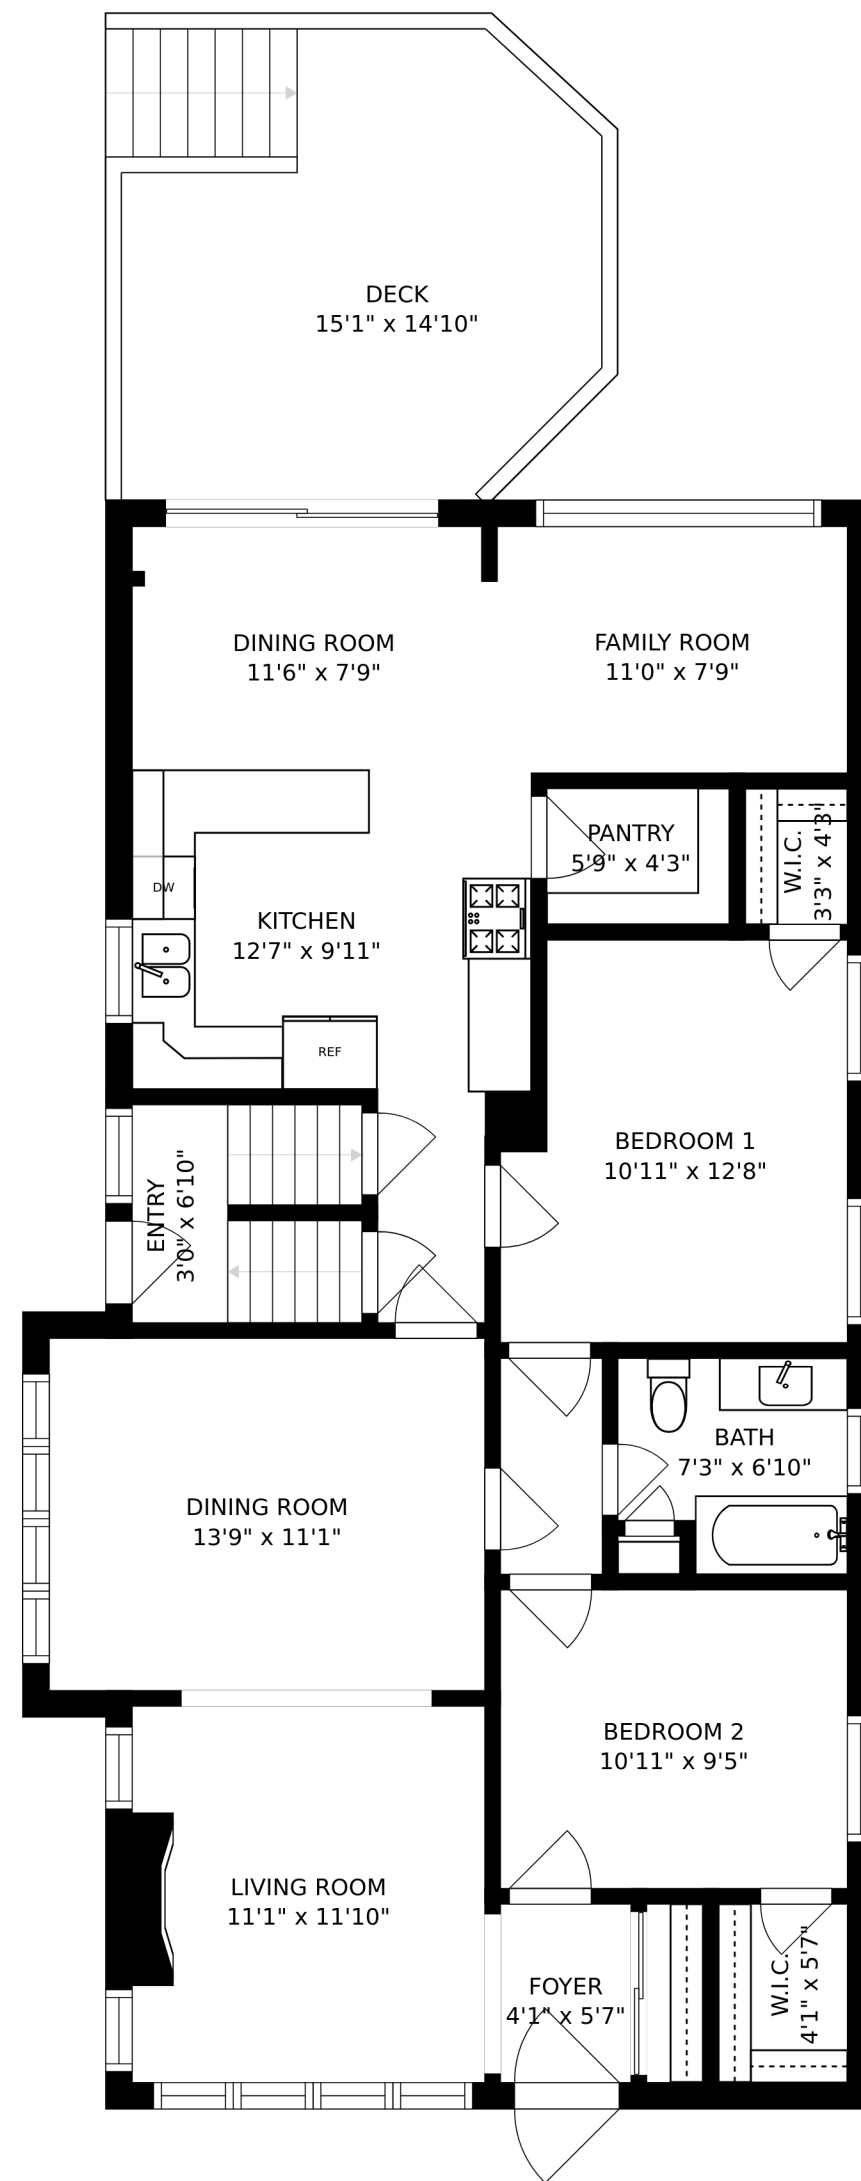 DECK
15'1" x 14'10"
DINING ROOM
11'6" x 7'9"
FAMILY ROOM
11'0" x 7'9"
PANTRY
5'9" x 4'3"
W.I.C.
3'3" x 4'3"
DW
KITCHEN
12'7" x 9'11"
REF
BEDROOM 1
10'11" x 12'8"
ENTRY
3'0" x 6'10"
BATH
7'3" x 6'10"
DINING ROOM
13'9" x 11'1"
BEDROOM 2
10'11" x 9'5"
LIVING ROOM
11'1" x 11'10"
FOYER
4'1" x 5'7"
W.I.C.
4'1" x 5'7"